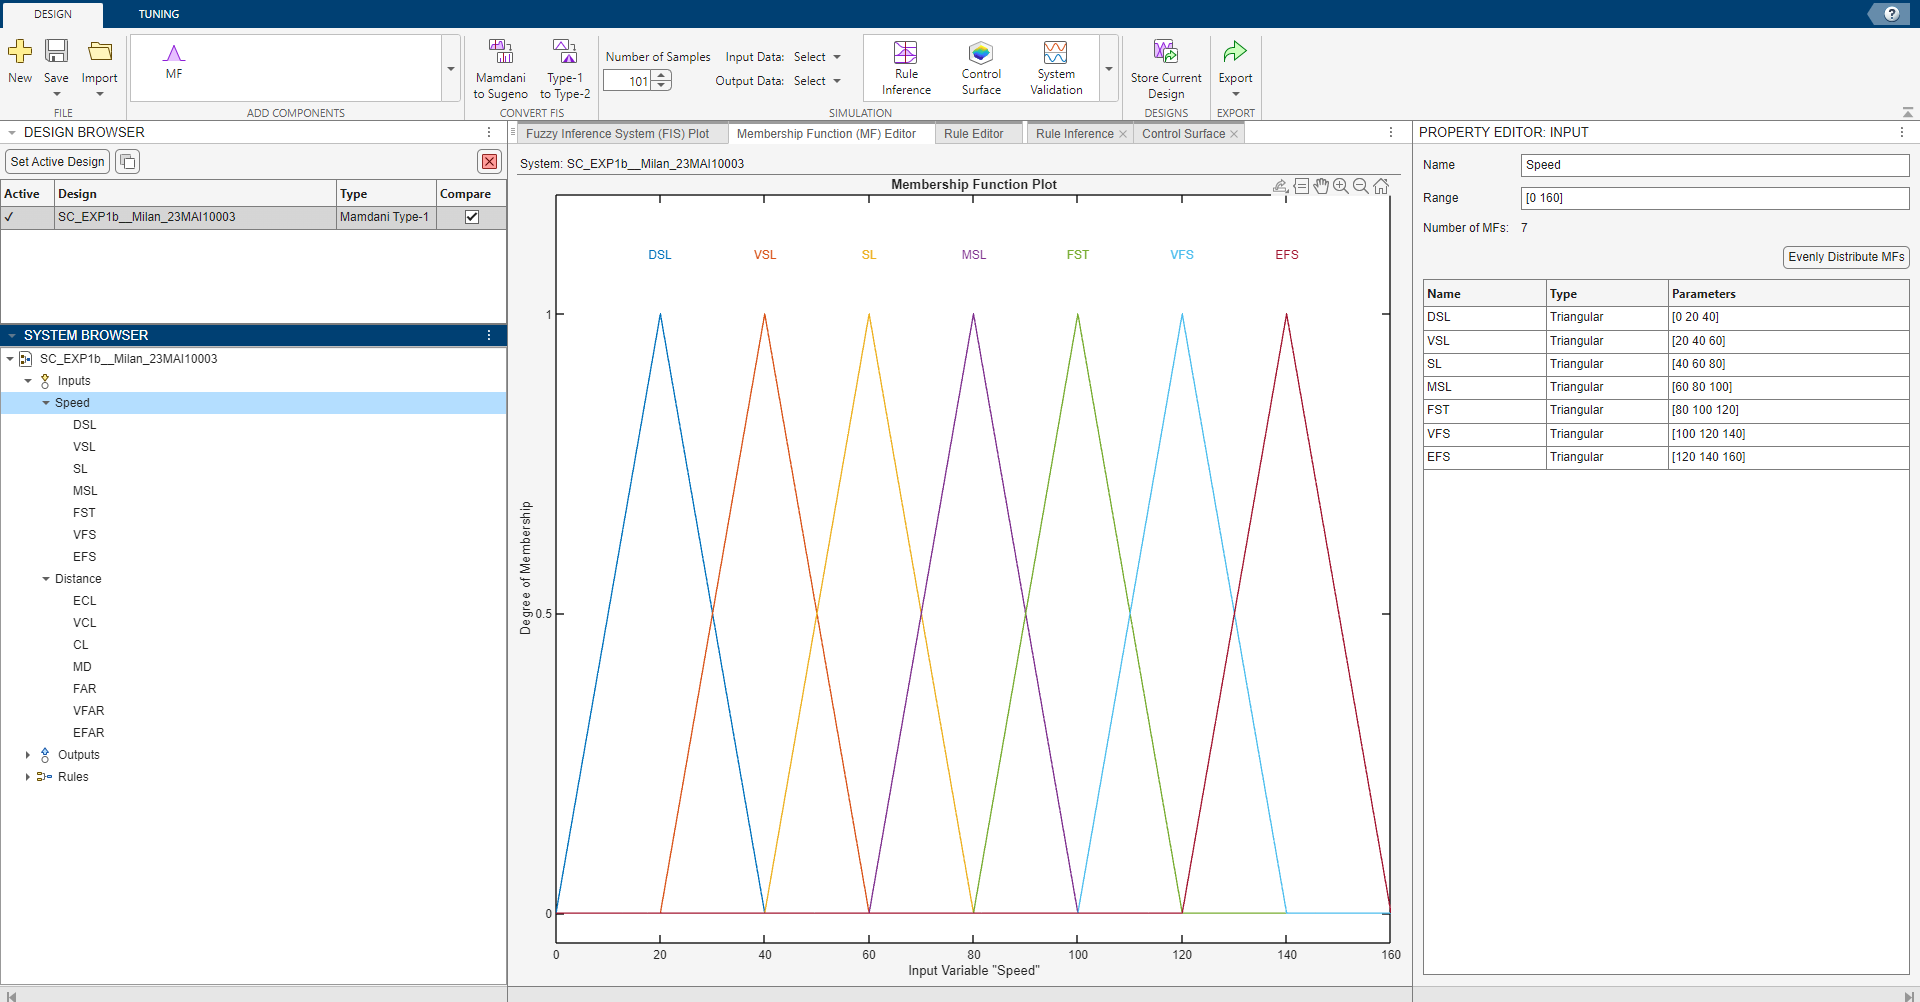 DESIGN TUNING ?
New Save Import
FILE
MF
ADD COMPONENTS
Mamdani to Sugeno
Type-1 to Type-2
CONVERT FIS
Number of Samples
101
Input Data: Select
Output Data: Select
Rule Inference
Control Surface
System Validation
SIMULATION
Store Current Design
DESIGNS
Export
EXPORT
DESIGN BROWSER
Set Active Design
Active Design Type Compare
✓ SC_EXP1b__Milan_23MAI10003 Mamdani Type-1
SYSTEM BROWSER
SC_EXP1b__Milan_23MAI10003
Inputs
Speed
DSL
VSL
SL
MSL
FST
VFS
EFS
Distance
ECL
VCL
CL
MD
FAR
VFAR
EFAR
Outputs
Rules
Fuzzy Inference System (FIS) Plot Membership Function (MF) Editor Rule Editor Rule Inference Control Surface
System: SC_EXP1b__Milan_23MAI10003
Membership Function Plot
DSL VSL SL MSL FST VFS EFS
1
0.5
0
Degree of Membership
0 20 40 60 80 100 120 140 160
Input Variable "Speed"
PROPERTY EDITOR: INPUT
Name Speed
Range [0 160]
Number of MFs: 7
Evenly Distribute MFs
Name Type Parameters
DSL Triangular [0 20 40]
VSL Triangular [20 40 60]
SL Triangular [40 60 80]
MSL Triangular [60 80 100]
FST Triangular [80 100 120]
VFS Triangular [100 120 140]
EFS Triangular [120 140 160]